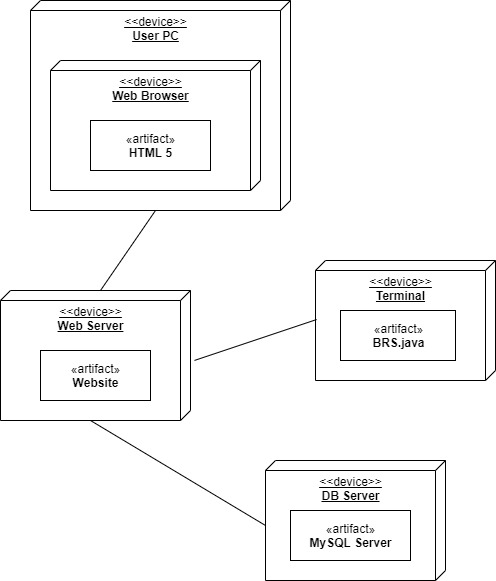 <<device>>
User PC
<<device>>
Web Browser
«artifact»
HTML 5
<<device>>
Web Server
«artifact»
Website
<<device>>
Terminal
«artifact»
BRS.java
<<device>>
DB Server
«artifact»
MySQL Server